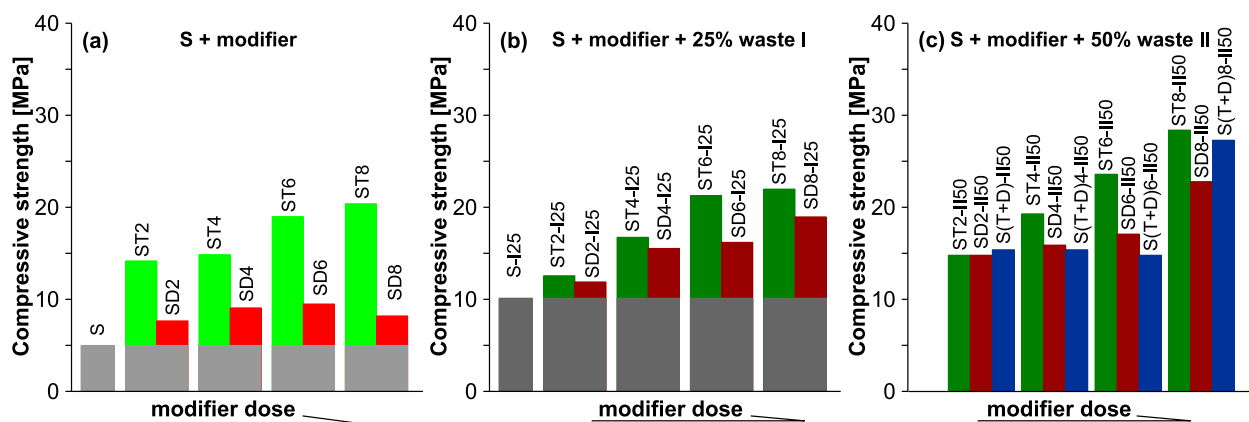 Compressive strength [MPa]
40
30
20
10
0
(a)
S + modifier
S
ST2
SD2
ST4
SD4
ST6
SD6
ST8
SD8
modifier dose
Compressive strength [MPa]
40
30
20
10
0
(b)
S + modifier + 25% waste I
S-I25
ST2-I25
SD2-I25
ST4-I25
SD4-I25
ST6-I25
SD6-I25
ST8-I25
SD8-I25
modifier dose
Compressive strength [MPa]
40
30
20
10
0
(c) S + modifier + 50% waste II
ST2-II50
SD2-II50
S(T+D)-II50
ST4-II50
SD4-II50
S(T+D)4-II50
ST6-II50
SD6-II50
S(T+D)6-II50
ST8-II50
SD8-II50
S(T+D)8-II50
modifier dose